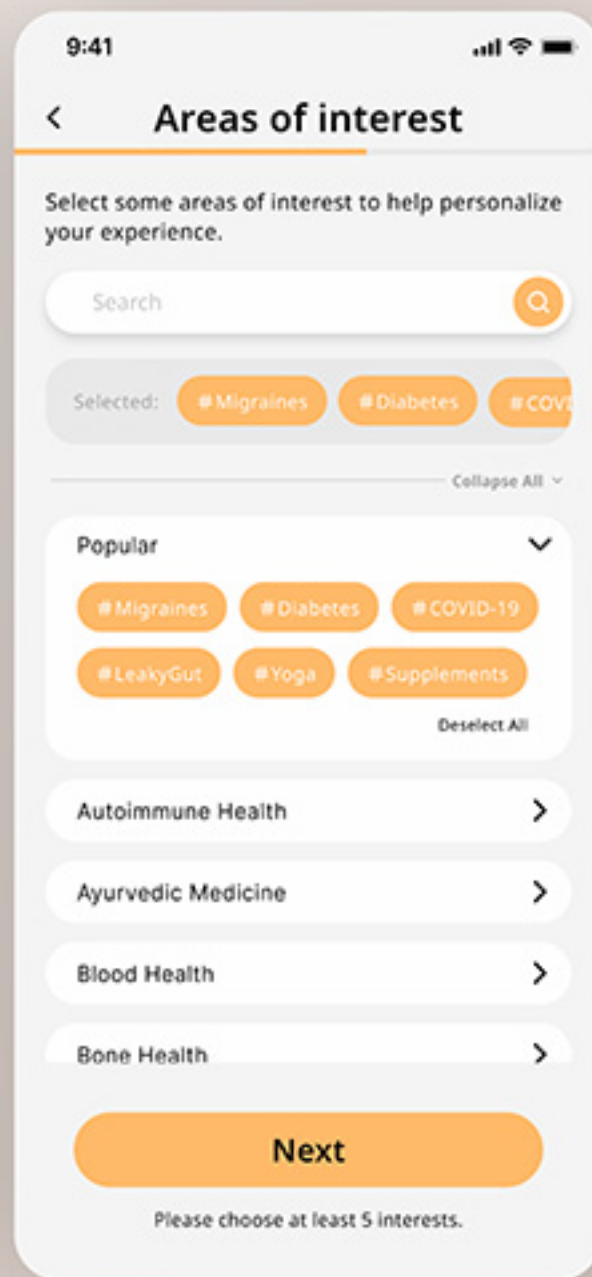 9:41
Areas of interest
Select some areas of interest to help personalize
your experience.
Search
Selected: #Migraines #Diabetes #COVI
Collapse All
Popular
#Migraines #Diabetes #COVID-19
#LeakyGut #Yoga #Supplements
Deselect All
Autoimmune Health
Ayurvedic Medicine
Blood Health
Bone Health
Next
Please choose at least 5 interests.